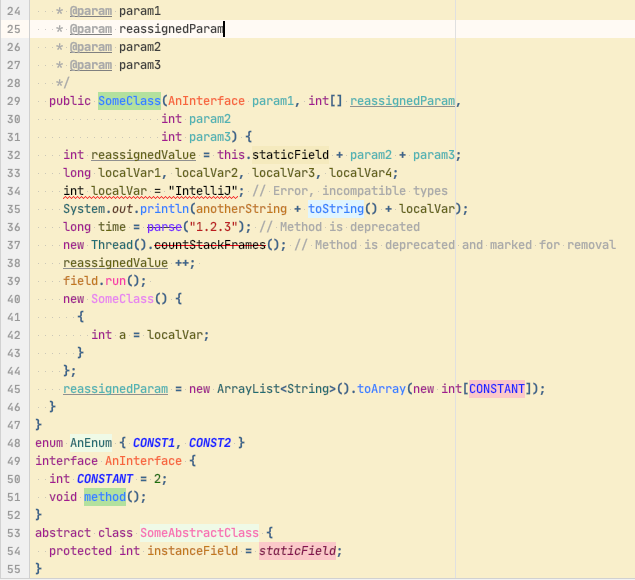 24 * @param param1
25 * @param reassignedParam
26 * @param param2
27 * @param param3
28 */
29 public SomeClass(AnInterface param1, int[] reassignedParam,
30 int param2
31 int param3) {
32 int reassignedValue = this.staticField + param2 + param3;
33 long localVar1, localVar2, localVar3, localVar4;
34 int localVar = "IntelliJ"; // Error, incompatible types
35 System.out.println(anotherString + toString() + localVar);
36 long time = parse("1.2.3"); // Method is deprecated
37 new Thread().countStackFrames(); // Method is deprecated and marked for removal
38 reassignedValue ++;
39 field.run();
40 new SomeClass() {
41 {
42 int a = localVar;
43 }
44 };
45 reassignedParam = new ArrayList<String>().toArray(new int[CONSTANT]);
46 }
47 }
48 enum AnEnum { CONST1, CONST2 }
49 interface AnInterface {
50 int CONSTANT = 2;
51 void method();
52 }
53 abstract class SomeAbstractClass {
54 protected int instanceField = staticField;
55 }